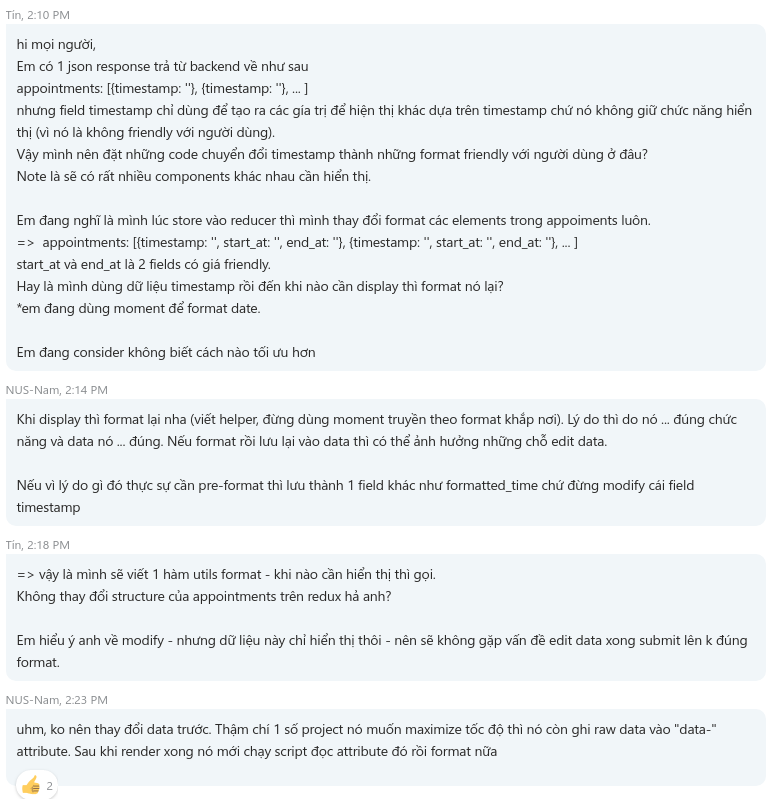 Tín, 2:10 PM
hi mọi người,
Em có 1 json response trả từ backend về như sau
appointments: [{timestamp: ''}, {timestamp: ''}, ... ]
nhưng field timestamp chỉ dùng để tạo ra các gía trị để hiện thị khác dựa trên timestamp chứ nó không giữ chức năng hiển
thị (vì nó là không friendly với người dùng).
Vậy mình nên đặt những code chuyển đổi timestamp thành những format friendly với người dùng ở đâu?
Note là sẽ có rất nhiều components khác nhau cần hiển thị.
Em đang nghĩ là mình lúc store vào reducer thì mình thay đổi format các elements trong appoiments luôn.
=> appointments: [{timestamp: '', start_at: '', end_at: ''}, {timestamp: '', start_at: '', end_at: ''}, ... ]
start_at và end_at là 2 fields có giá friendly.
Hay là mình dùng dữ liệu timestamp rồi đến khi nào cần display thì format nó lại?
*em đang dùng moment để format date.
Em đang consider không biết cách nào tối ưu hơn
NUS-Nam, 2:14 PM
Khi display thì format lại nha (viết helper, đừng dùng moment truyền theo format khắp nơi). Lý do thì do nó ... đúng chức
năng và data nó ... đúng. Nếu format rồi lưu lại vào data thì có thể ảnh hưởng những chỗ edit data.
Nếu vì lý do gì đó thực sự cần pre-format thì lưu thành 1 field khác như formatted_time chứ đừng modify cái field
timestamp
Tín, 2:18 PM
=> vậy là mình sẽ viết 1 hàm utils format - khi nào cần hiển thị thì gọi.
Không thay đổi structure của appointments trên redux hả anh?
Em hiểu ý anh về modify - nhưng dữ liệu này chỉ hiển thị thôi - nên sẽ không gặp vấn đề edit data xong submit lên k đúng
format.
NUS-Nam, 2:23 PM
uhm, ko nên thay đổi data trước. Thậm chí 1 số project nó muốn maximize tốc độ thì nó còn ghi raw data vào "data-"
attribute. Sau khi render xong nó mới chạy script đọc attribute đó rồi format nữa
2